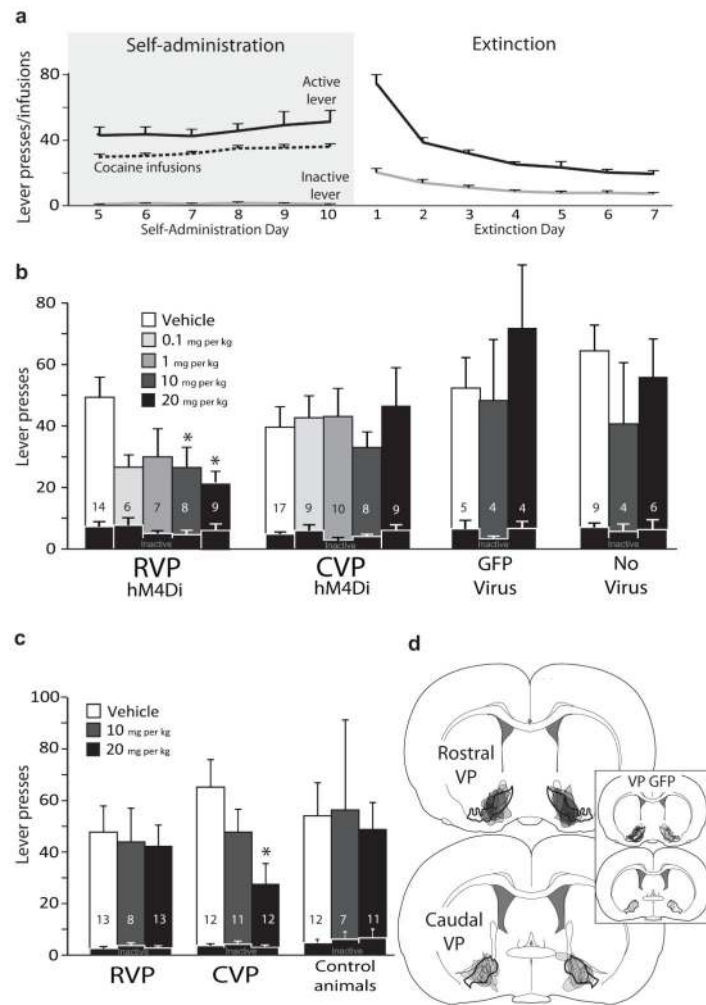 a
Self-administration
Extinction
Lever presses/infusions
80
40
0
Active
lever
Cocaine infusions
Inactive
lever
5 6 7 8 9 10
Self-Administration Day
1 2 3 4 5 6 7
Extinction Day
b
Lever presses
80
60
40
20
0
Vehicle
0.1 mg per kg
1 mg per kg
10 mg per kg
20 mg per kg
* *
14 6 7 8 9
17 9 10 8 9
5 4 4
9 4 6
Inactive Inactive Inactive Inactive
RVP
hM4Di
CVP
hM4Di
GFP
Virus
No
Virus
c
Lever presses
100
80
60
40
20
0
Vehicle
10 mg per kg
20 mg per kg
*
13 8 13
12 11 12
12 7 11
Inactive Inactive Inactive
RVP
CVP
Control
animals
d
Rostral
VP
VP GFP
Caudal
VP